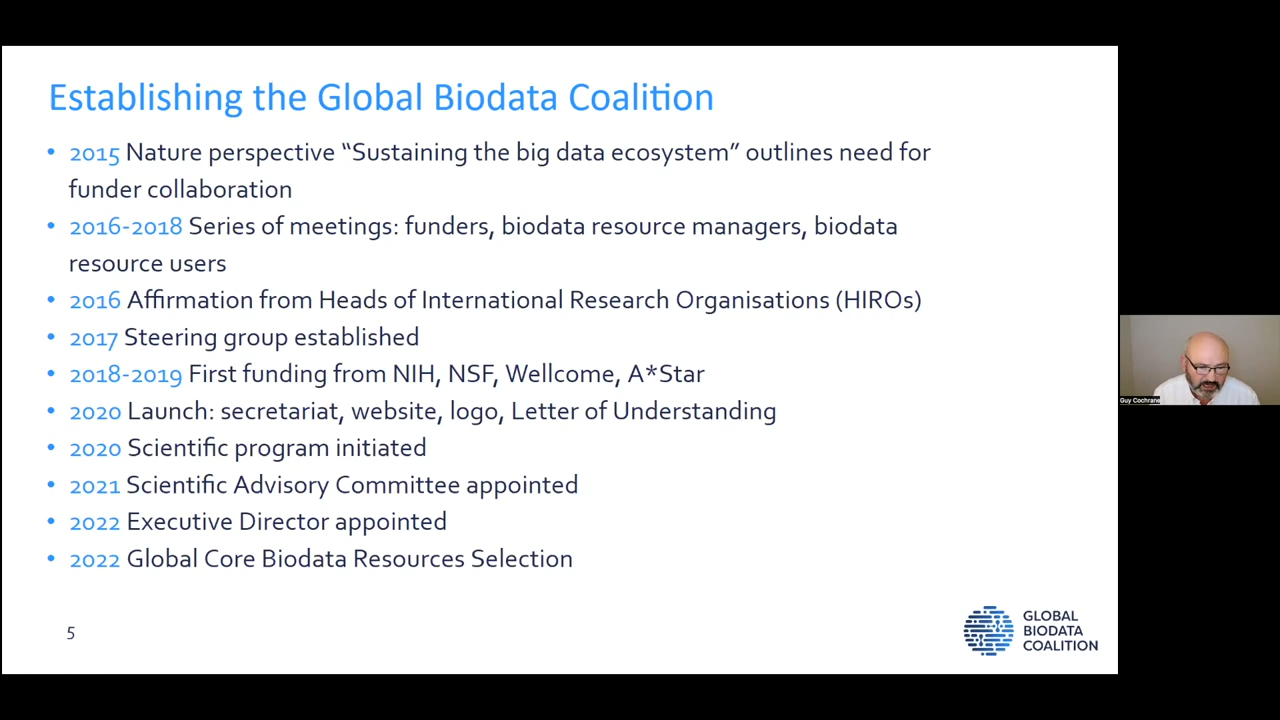 Establishing the Global Biodata Coalition
• 2015 Nature perspective “Sustaining the big data ecosystem” outlines need for
funder collaboration
• 2016-2018 Series of meetings: funders, biodata resource managers, biodata
resource users
• 2016 Affirmation from Heads of International Research Organisations (HIROs)
• 2017 Steering group established
• 2018-2019 First funding from NIH, NSF, Wellcome, A*Star
• 2020 Launch: secretariat, website, logo, Letter of Understanding
• 2020 Scientific program initiated
• 2021 Scientific Advisory Committee appointed
• 2022 Executive Director appointed
• 2022 Global Core Biodata Resources Selection
5
GLOBAL
BIODATA
COALITION
Guy Cochrane